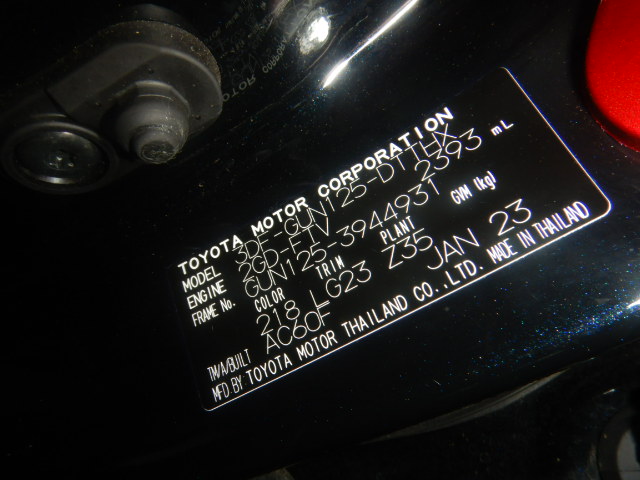 TOYOTA MOTOR CORPORATION
MODEL 3DF-GUN125-DTTHX
ENGINE 2GD-FTV 2393 mL
FRAME No. GUN125-3944931
COLOR TRIM PLANT GVM (kg)
218 LG23 Z35
TM/A/BUILT AC60F JAN 23
MFD.BY TOYOTA MOTOR THAILAND CO.,LTD. MADE IN THAILAND